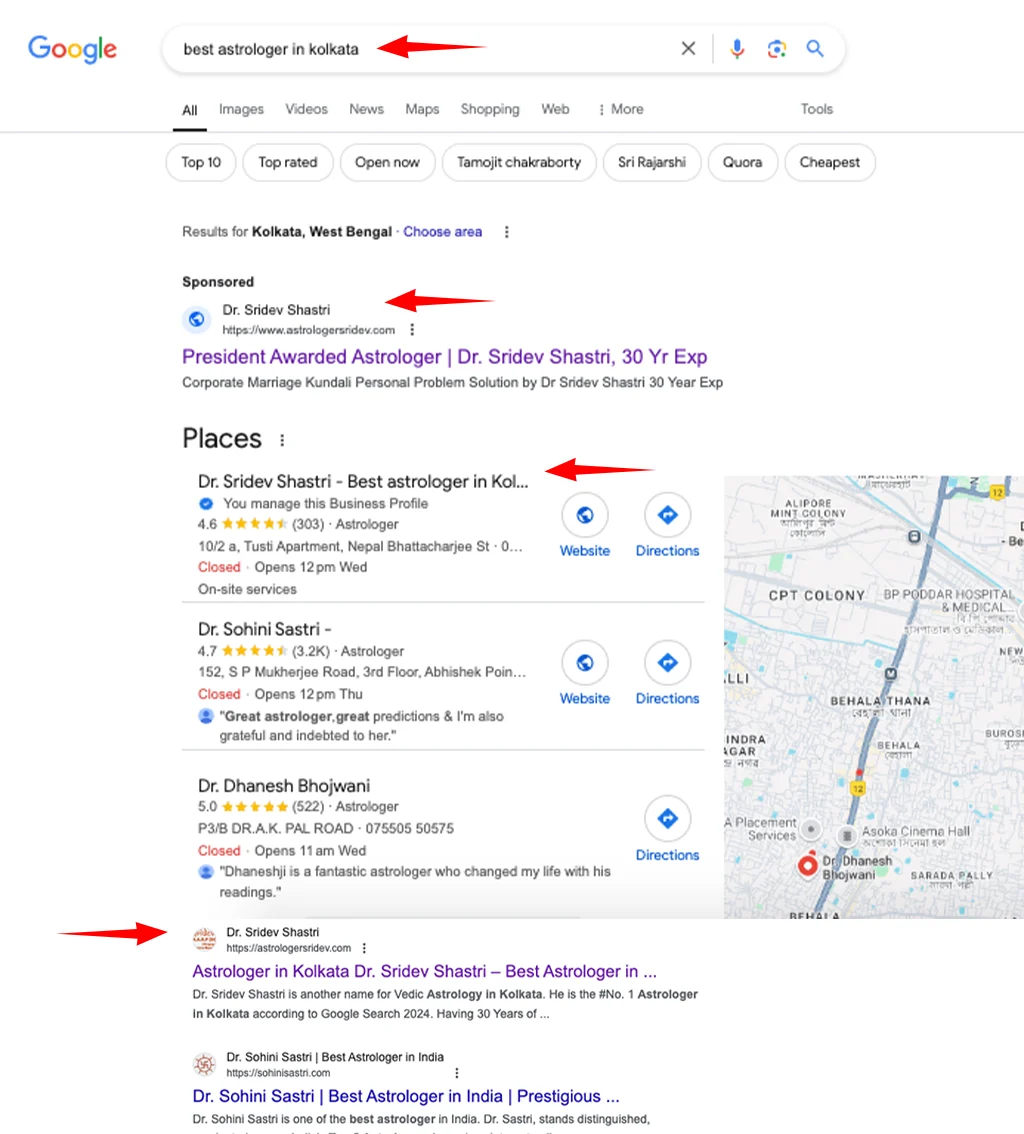 Google
best astrologer in kolkata
All Images Videos News Maps Shopping Web More Tools
Top 10 Top rated Open now Tamojit chakraborty Sri Rajarshi Quora Cheapest
Results for Kolkata, West Bengal · Choose area
Sponsored
Dr. Sridev Shastri
https://www.astrologersridev.com
President Awarded Astrologer | Dr. Sridev Shastri, 30 Yr Exp
Corporate Marriage Kundali Personal Problem Solution by Dr Sridev Shastri 30 Year Exp
Places
Dr. Sridev Shastri - Best astrologer in Kol...
You manage this Business Profile
4.6 (303) · Astrologer
10/2 a, Tusti Apartment, Nepal Bhattacharjee St · 0...
Closed · Opens 12 pm Wed
On-site services
Website Directions
Dr. Sohini Sastri -
4.7 (3.2K) · Astrologer
152, S P Mukherjee Road, 3rd Floor, Abhishek Poin...
Closed · Opens 12 pm Thu
"Great astrologer,great predictions & I'm also
grateful and indebted to her."
Website Directions
Dr. Dhanesh Bhojwani
5.0 (522) · Astrologer
P3/B DR.A.K. PAL ROAD · 075505 50575
Closed · Opens 11 am Wed
"Dhaneshji is a fantastic astrologer who changed my life with his
readings."
Directions
12
ALIPORE
MINT COLONY
D
- Be
CPT COLONY
BP PODDAR HOSPITAL
& MEDICAL...
NEW
LLI
BEHALA THANA
বেহালা থানা
INDRA
AGAR
নগর
BEHALA
বেহালা
BUROS
12
A Placement
Services
Asoka Cinema Hall
অশোকা সিনেমা হল
Dr. Dhanesh
Bhojwani
SARADA PALLY
সারদা পল্লী
BEHALA
Dr. Sridev Shastri
https://astrologersridev.com
Astrologer in Kolkata Dr. Sridev Shastri – Best Astrologer in ...
Dr. Sridev Shastri is another name for Vedic Astrology in Kolkata. He is the #No. 1 Astrologer
in Kolkata according to Google Search 2024. Having 30 Years of ...
Dr. Sohini Sastri | Best Astrologer in India
https://sohinisastri.com
Dr. Sohini Sastri | Best Astrologer in India | Prestigious ...
Dr. Sohini Sastri is one of the best astrologer in India. Dr. Sastri, stands distinguished,